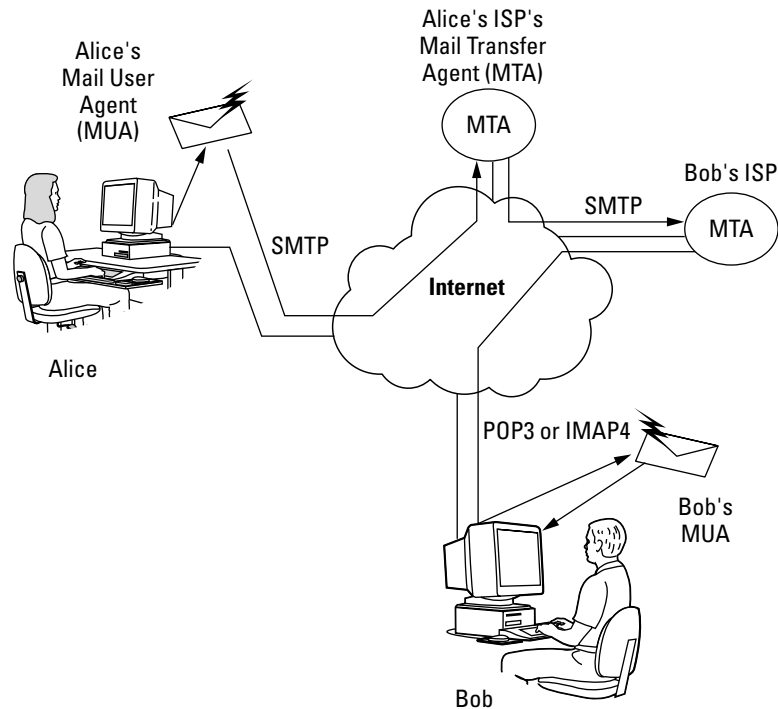 Alice's
Mail User
Agent
(MUA)
Alice's ISP's
Mail Transfer
Agent (MTA)
MTA
Bob's ISP
SMTP
MTA
SMTP
Internet
Alice
POP3 or IMAP4
Bob's
MUA
Bob